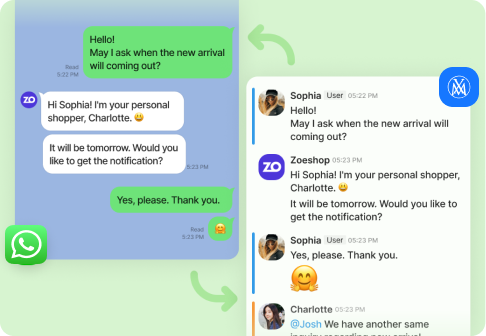 Hello!
May I ask when the new arrival
will coming out?
Read
5:22 PM
ZO
Hi Sophia! I'm your personal
shopper, Charlotte. 😀
It will be tomorrow. Would you
like to get the notification?
5:23 PM
Yes, please. Thank you.
Read
5:23 PM
🤗
Sophia User 05:22 PM
Hello!
May I ask when the new arrival will
coming out?
ZO
Zoeshop 05:23 PM
Hi Sophia! I'm your personal shopper,
Charlotte. 😀
It will be tomorrow. Would you like to
get the notification?
Sophia User 05:23 PM
Yes, please. Thank you.
🤗
Charlotte 05:23 PM
@Josh We have another same